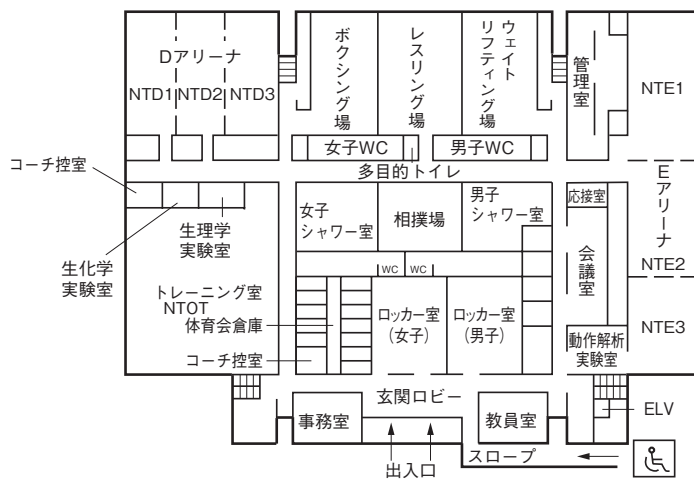 Dアリーナ
NTD1
NTD2
NTD3
ボクシング場
レスリング場
ウェイト
リフティング場
管理室
NTE1
女子WC
男子WC
多目的トイレ
コーチ控室
生理学
実験室
生化学
実験室
女子
シャワー室
相撲場
男子
シャワー室
応接室
Eアリーナ
会議室
NTE2
WC
WC
トレーニング室
NTOT
体育会倉庫
コーチ控室
ロッカー室
(女子)
ロッカー室
(男子)
動作解析
実験室
NTE3
玄関ロビー
事務室
教員室
ELV
出入口
スロープ